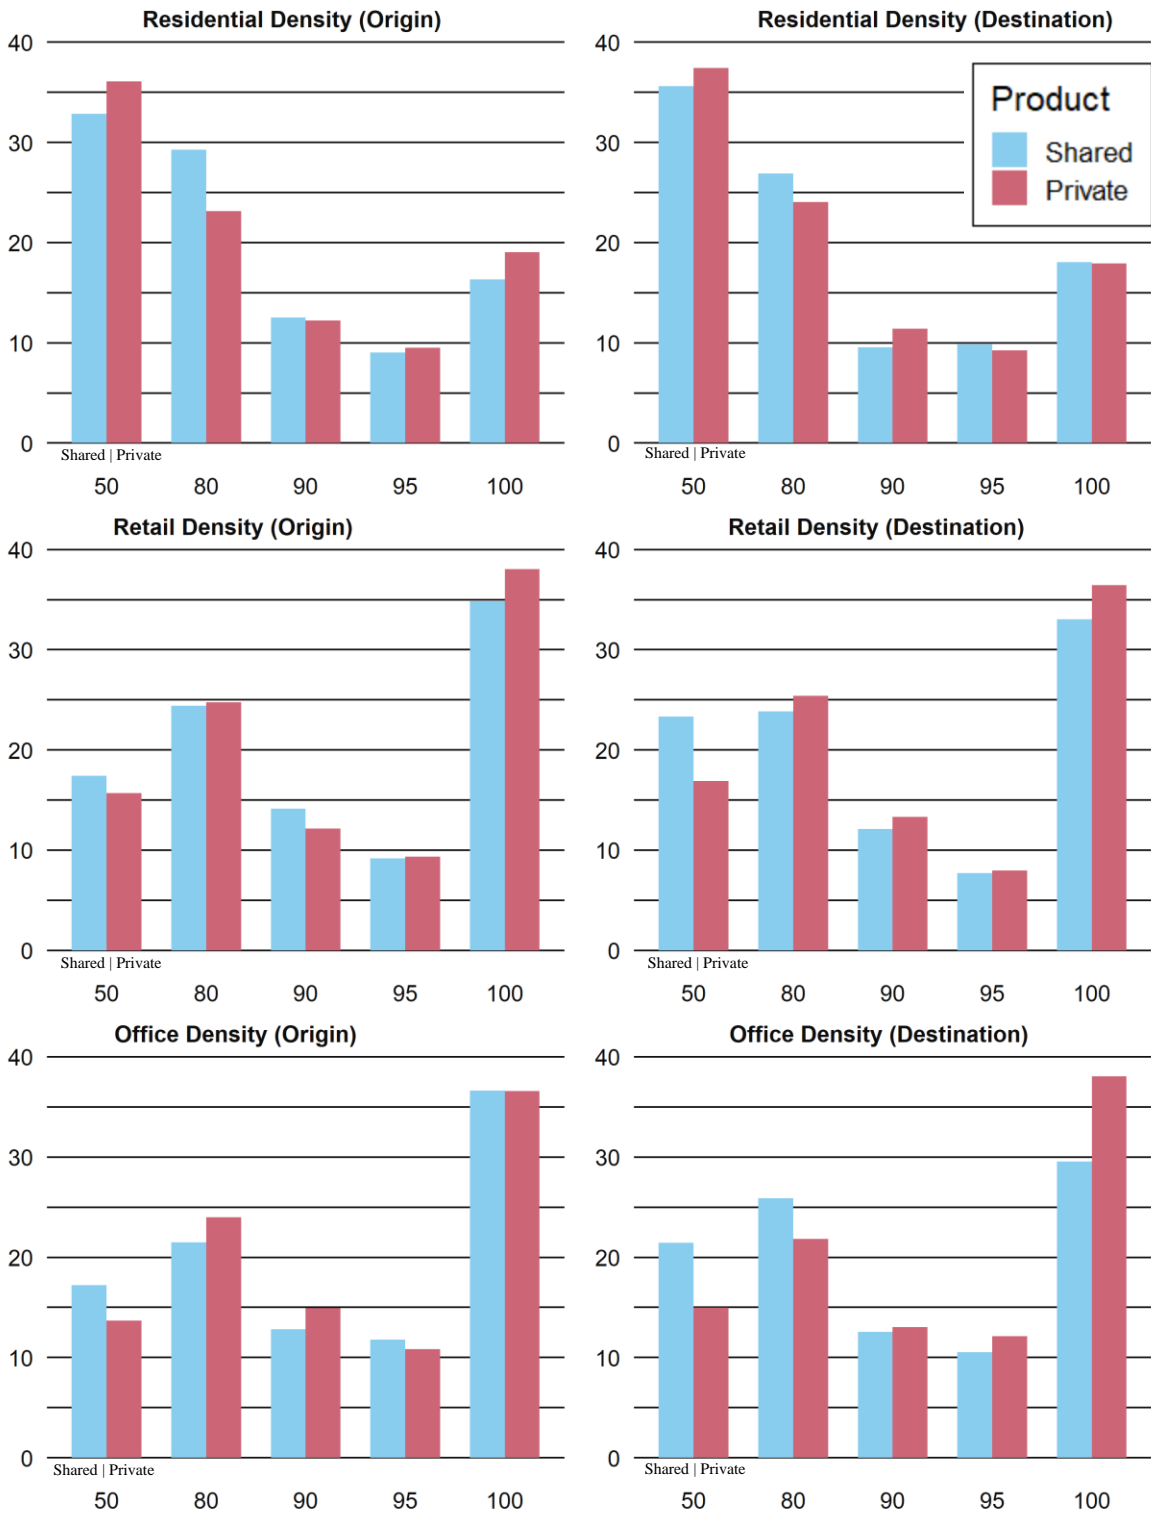 Residential Density (Origin)
40
30
20
10
0
Shared | Private
50 80 90 95 100
Residential Density (Destination)
40
30
20
10
0
Product
Shared
Private
Shared | Private
50 80 90 95 100
Retail Density (Origin)
40
30
20
10
0
Shared | Private
50 80 90 95 100
Retail Density (Destination)
40
30
20
10
0
Shared | Private
50 80 90 95 100
Office Density (Origin)
40
30
20
10
0
Shared | Private
50 80 90 95 100
Office Density (Destination)
40
30
20
10
0
Shared | Private
50 80 90 95 100